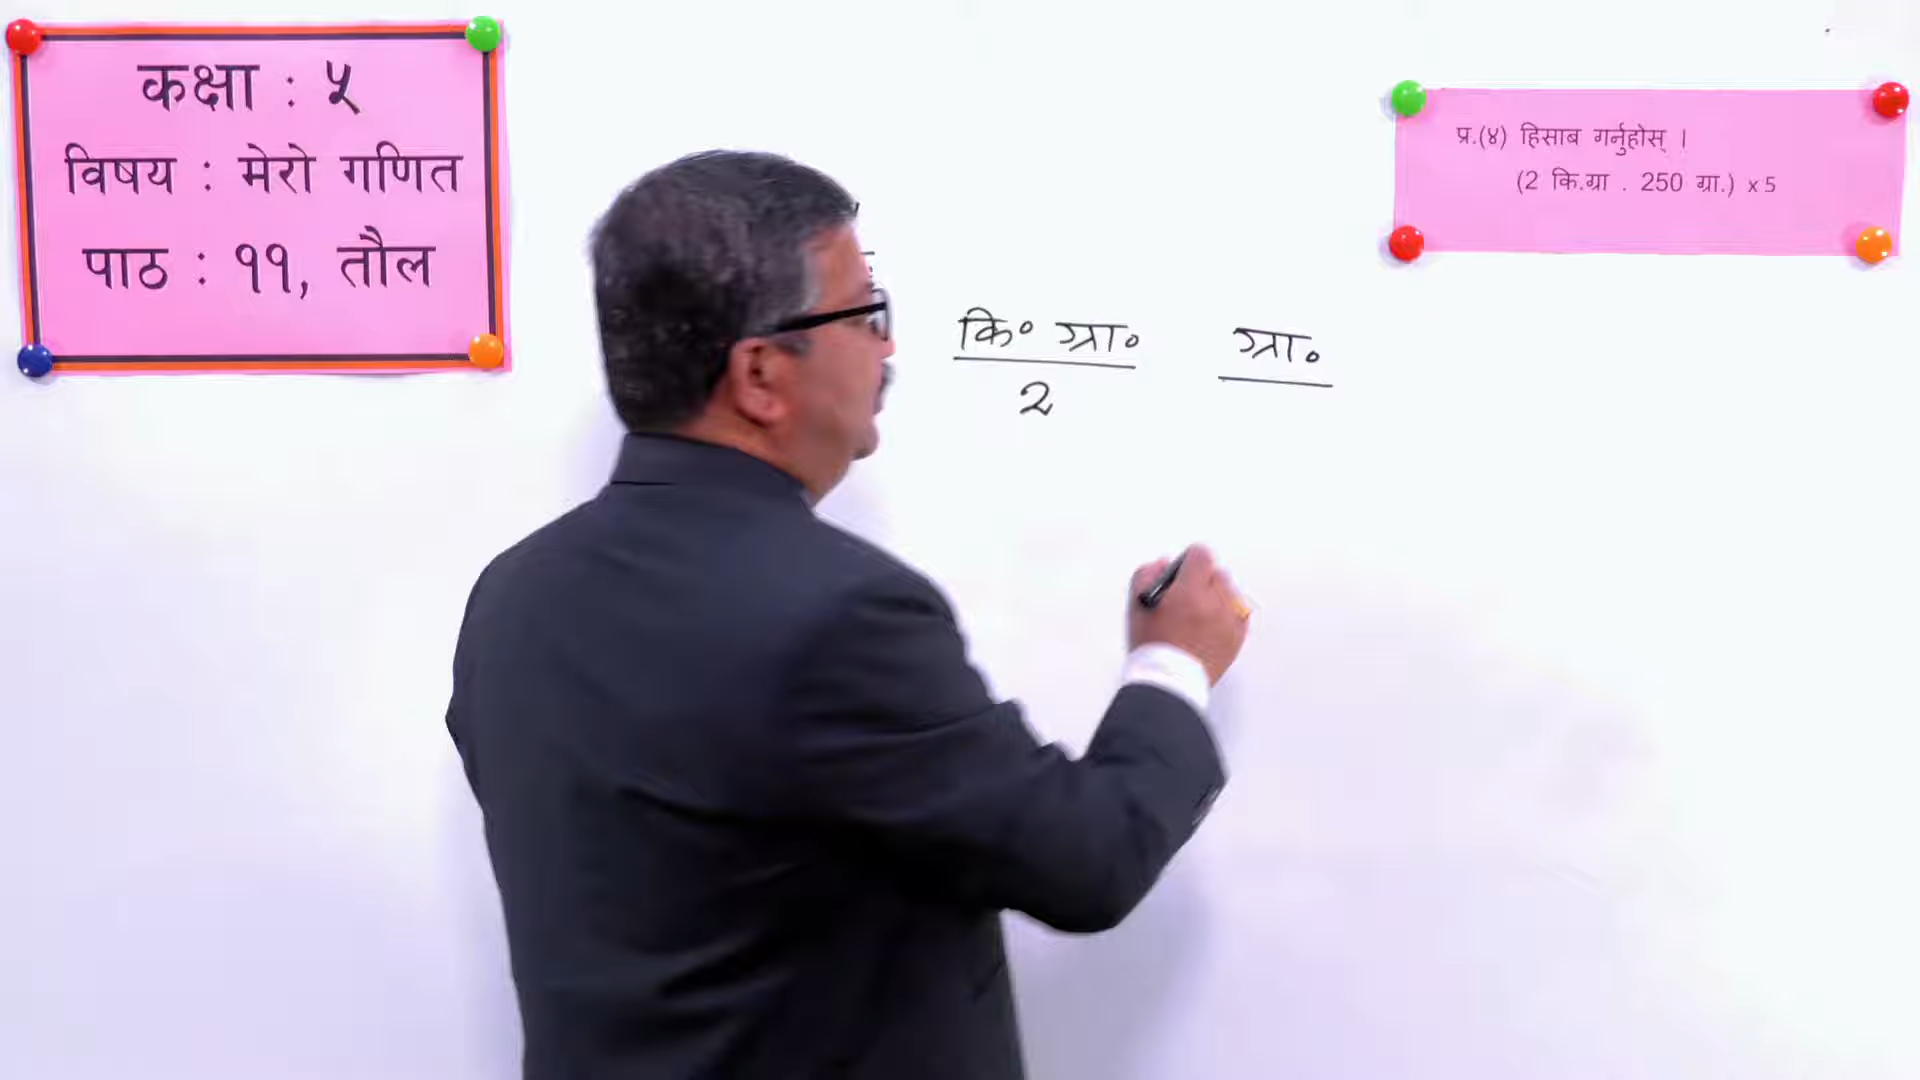 कक्षा : ५
विषय : मेरो गणित
पाठ : ११, तौल
प्र.(४) हिसाब गर्नुहोस् ।
(2 कि.ग्रा . 250 ग्रा.) x 5
कि० ग्रा० ग्रा०
2